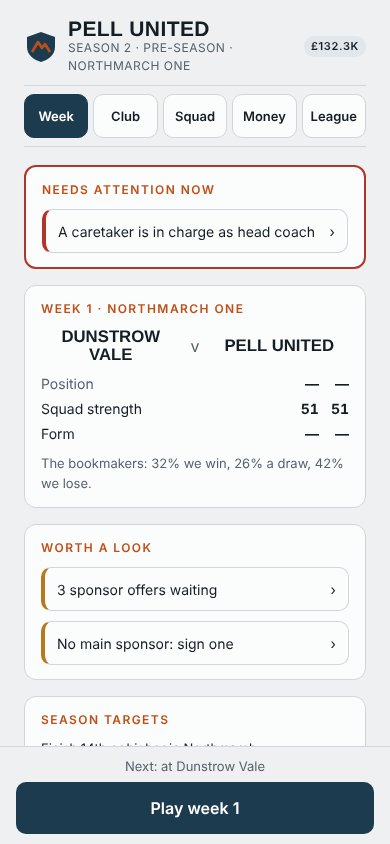 PELL UNITED
SEASON 2 · PRE-SEASON ·
NORTHMARCH ONE
£132.3K
Week
Club
Squad
Money
League
NEEDS ATTENTION NOW
A caretaker is in charge as head coach ›
WEEK 1 · NORTHMARCH ONE
DUNSTROW
VALE
v
PELL UNITED
Position — —
Squad strength 51 51
Form — —
The bookmakers: 32% we win, 26% a draw, 42%
we lose.
WORTH A LOOK
3 sponsor offers waiting ›
No main sponsor: sign one ›
SEASON TARGETS
Next: at Dunstrow Vale
Play week 1